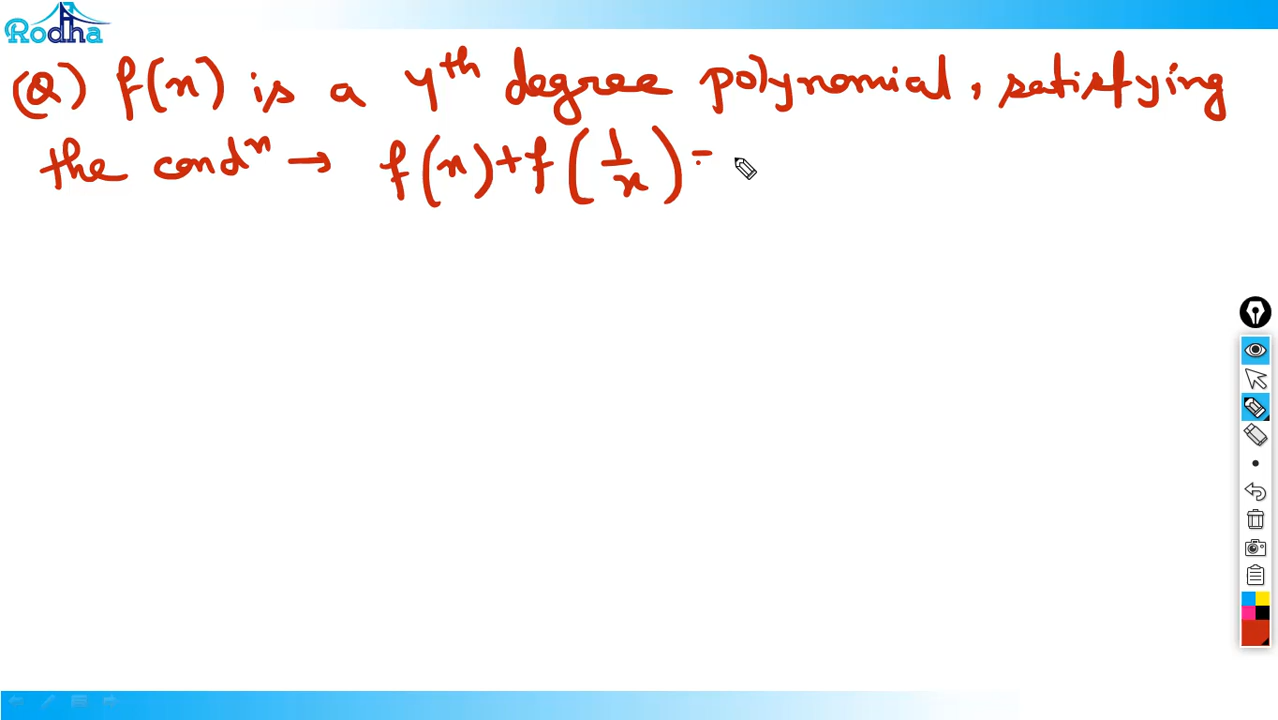 Rodha
(Q) f(x) is a 4th degree polynomial, satisfying
the condn → f(x)+f(1/x)=